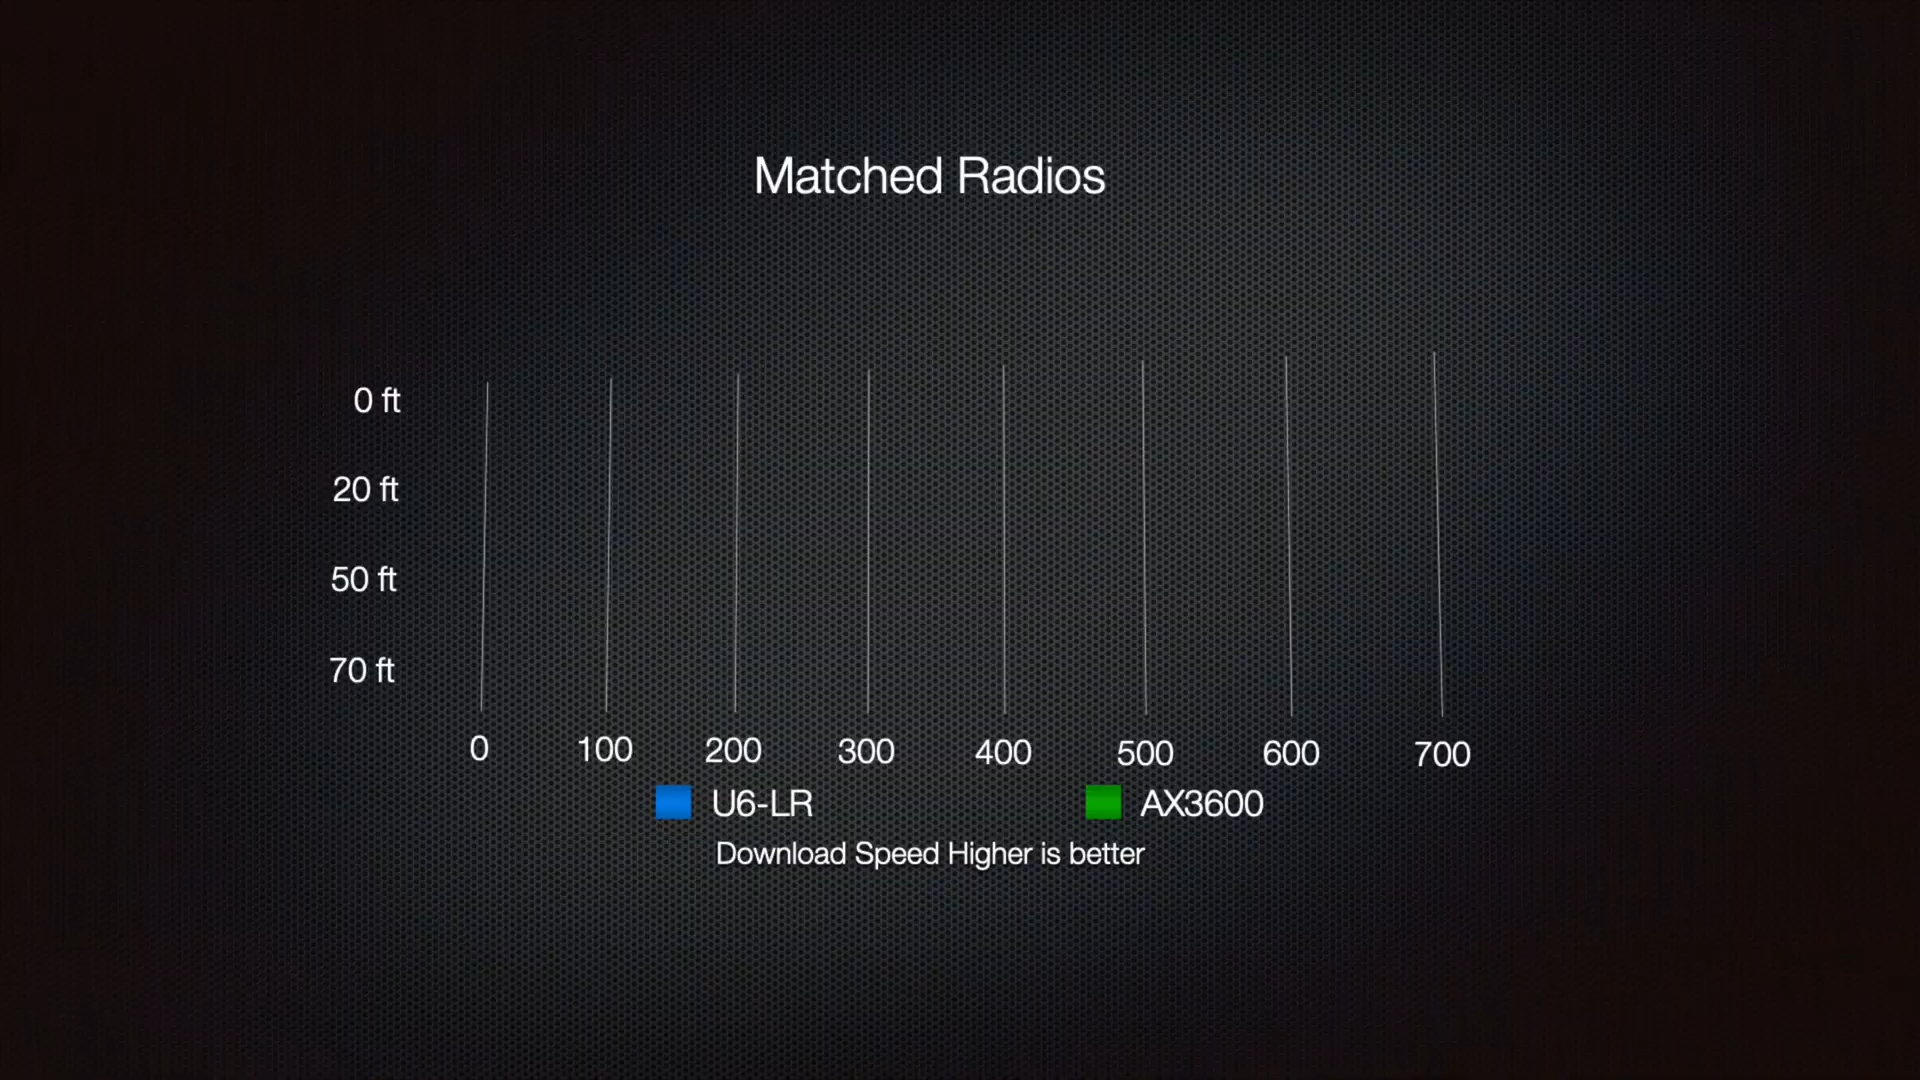 Matched Radios
0 ft
20 ft
50 ft
70 ft
0 100 200 300 400 500 600 700
U6-LR AX3600
Download Speed Higher is better